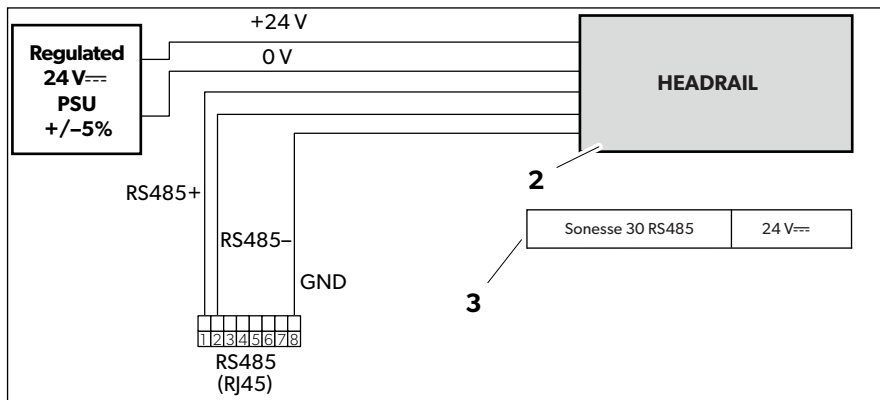 +24 V
Regulated
24 V⎓
PSU
+/–5%
0 V
HEADRAIL
2
RS485+
RS485–
Sonesse 30 RS485
24 V⎓
GND
3
1 2 3 4 5 6 7 8
RS485
(RJ45)